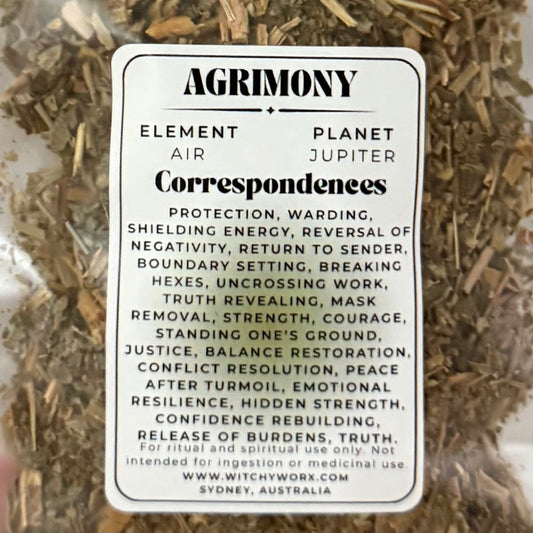 AGRIMONY
ELEMENT PLANET
AIR JUPITER
Correspondences
PROTECTION, WARDING,
SHIELDING ENERGY, REVERSAL OF
NEGATIVITY, RETURN TO SENDER,
BOUNDARY SETTING, BREAKING
HEXES, UNCROSSING WORK,
TRUTH REVEALING, MASK
REMOVAL, STRENGTH, COURAGE,
STANDING ONE'S GROUND,
JUSTICE, BALANCE RESTORATION,
CONFLICT RESOLUTION, PEACE
AFTER TURMOIL, EMOTIONAL
RESILIENCE, HIDDEN STRENGTH,
CONFIDENCE REBUILDING,
RELEASE OF BURDENS, TRUTH.
For ritual and spiritual use only. Not
intended for ingestion or medicinal use.
WWW.WITCHYWORX.COM
SYDNEY, AUSTRALIA